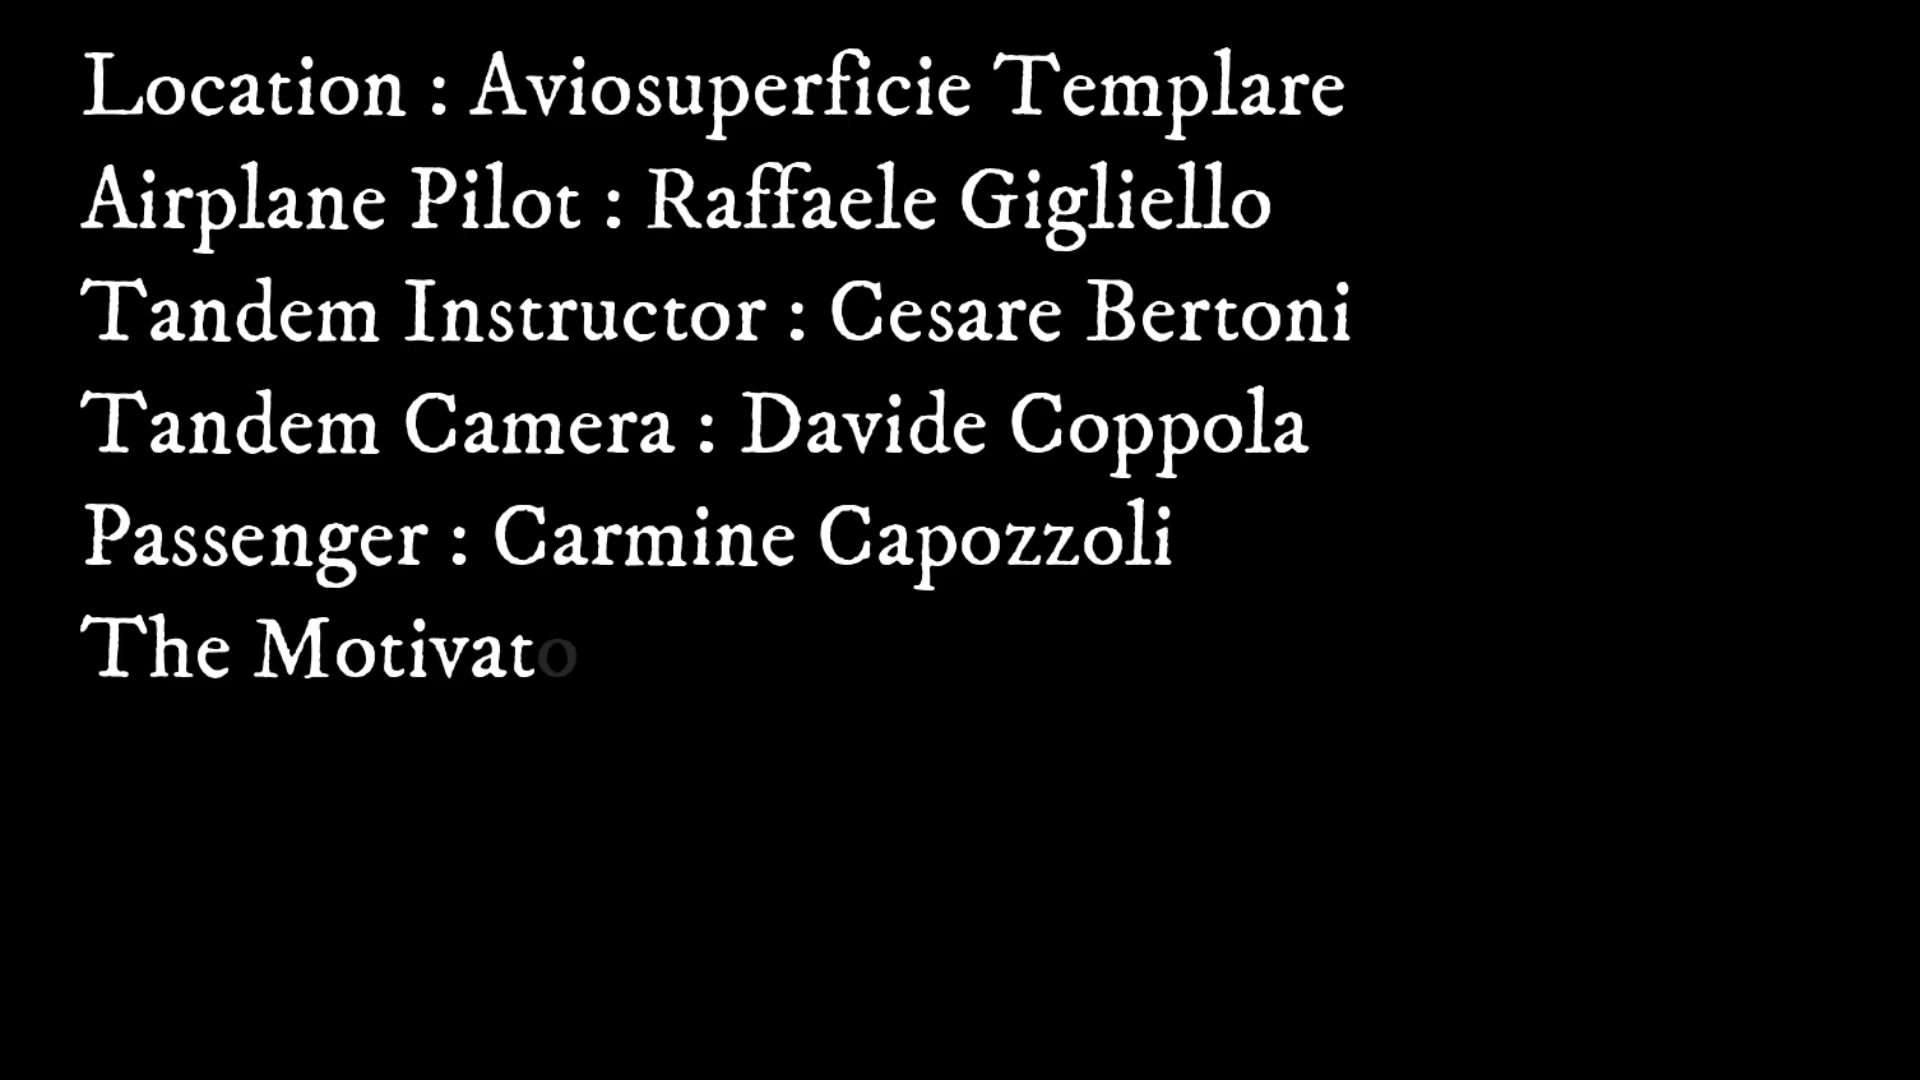 Location : Aviosuperficie Templare
Airplane Pilot : Raffaele Gigliello
Tandem Instructor : Cesare Bertoni
Tandem Camera : Davide Coppola
Passenger : Carmine Capozzoli
The Motivato